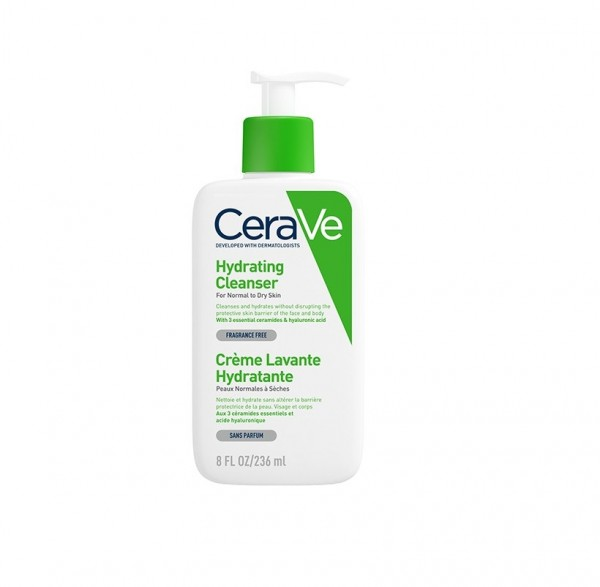 CeraVe
DEVELOPED WITH DERMATOLOGISTS
Hydrating
Cleanser
For Normal to Dry Skin
Cleanses and hydrates without disrupting the
protective skin barrier of the face and body
With 3 essential ceramides & hyaluronic acid
FRAGRANCE FREE
Crème Lavante
Hydratante
Peaux Normales à Sèches
Nettoie et hydrate sans altérer la barrière
protectrice de la peau. Visage et corps
Aux 3 céramides essentiels et
acide hyaluronique
SANS PARFUM
8 FL OZ/236 ml